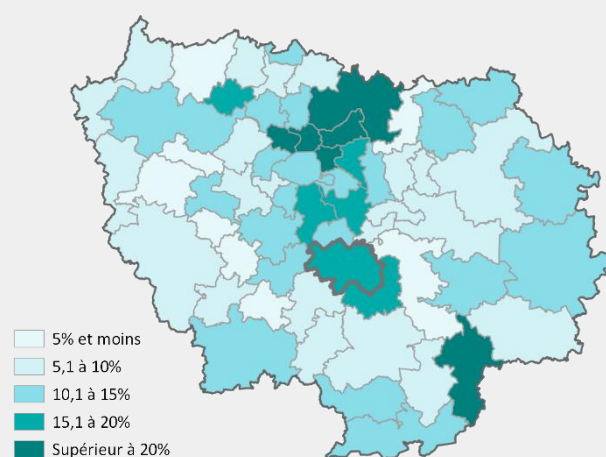 5% et moins
5,1 à 10%
10,1 à 15%
15,1 à 20%
Supérieur à 20%